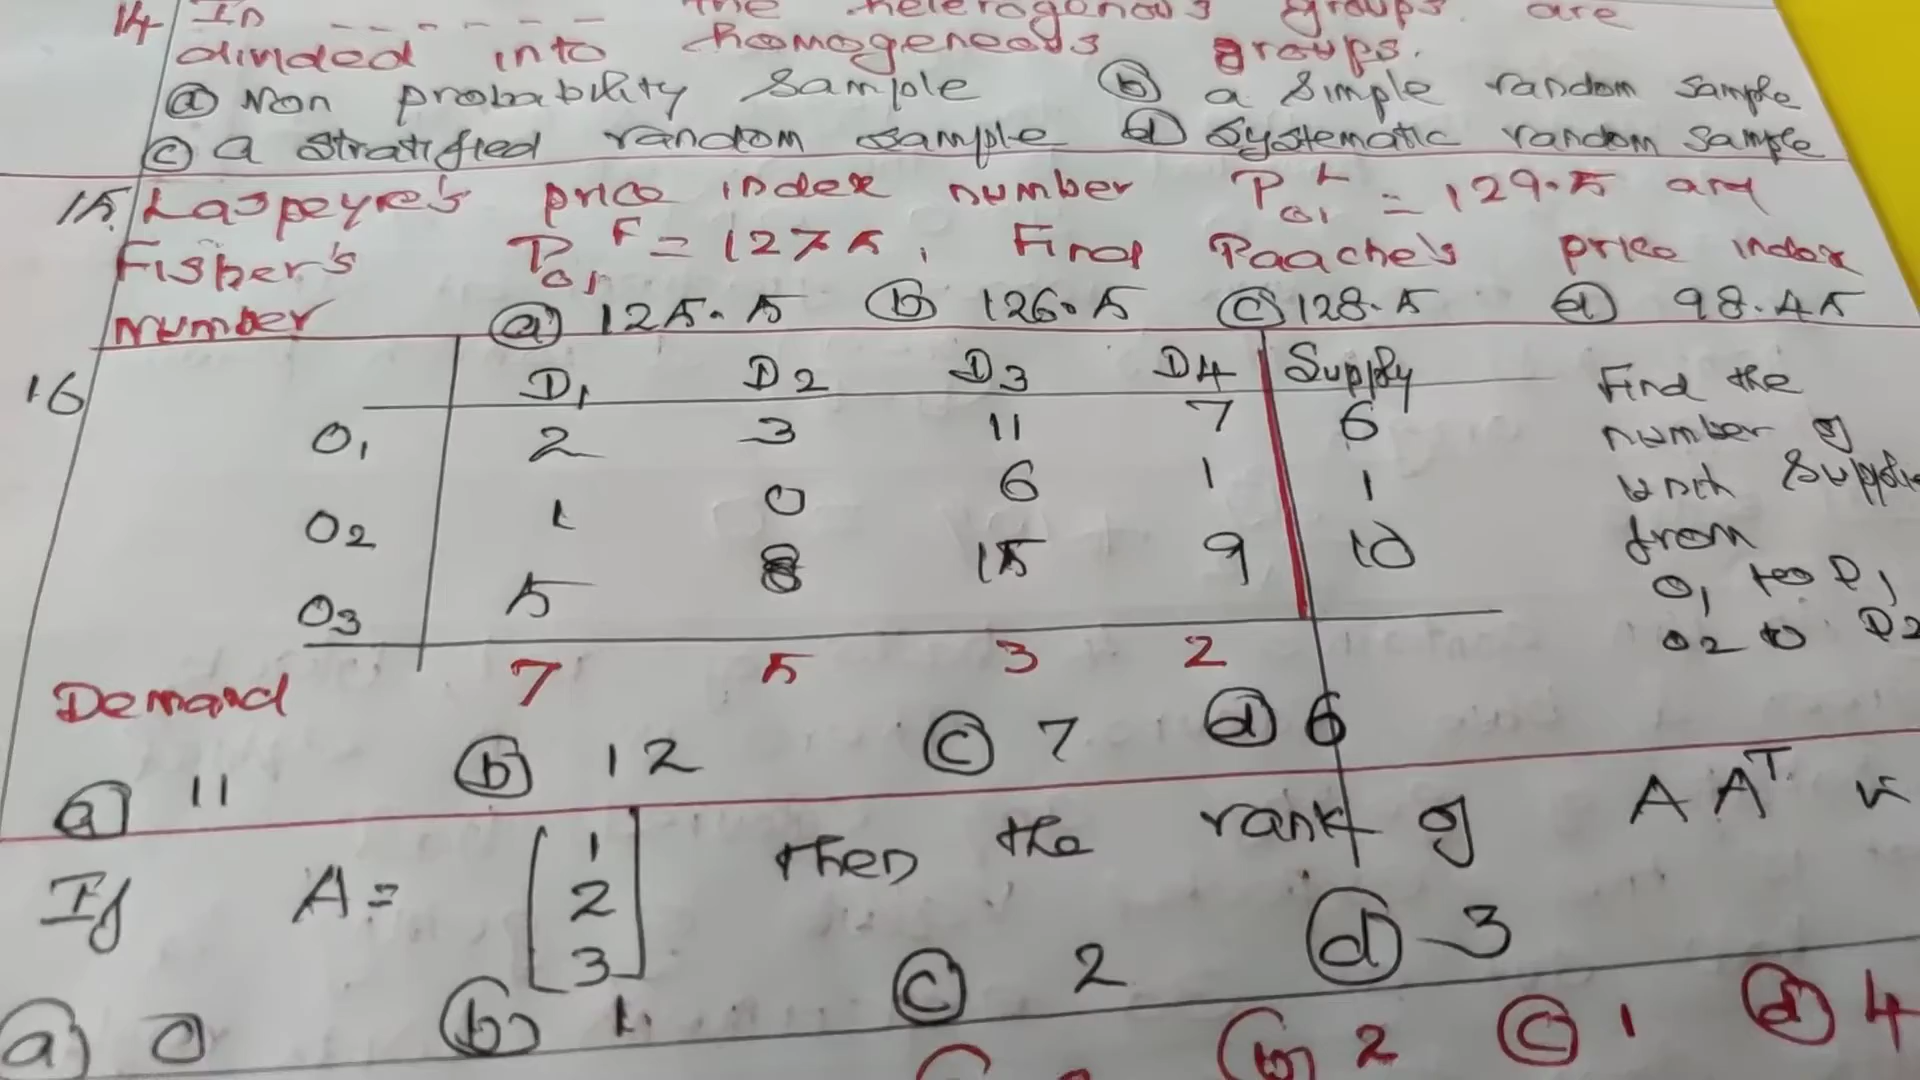 14 In ------- the heterogenous groups are
divided into homogeneous groups.
(a) Non probability sample (b) a simple random sample
(c) a stratified random sample (d) Systematic random sample
15. Laspeyre's price index number P01 L = 129.5 and
Fisher's P01 F = 127.5, Find Paache's price index
number (a) 125.5 (b) 126.5 (c) 128.5 (d) 98.45
16 D1 D2 D3 D4 Supply Find the
O1 2 3 11 7 6 number of
O2 1 0 6 1 1 unit
O3 5 8 15 9 10 from
O1 to D1
O2 to D2
Demand 7 5 3 2
(a) 11 (b) 12 (c) 7 (d) 6
If A = [1 2 3] then the rank of A A^T is
(a) 0 (b) 1 (c) 2 (d) 3
(b) 2 (c) 1 (d) 4